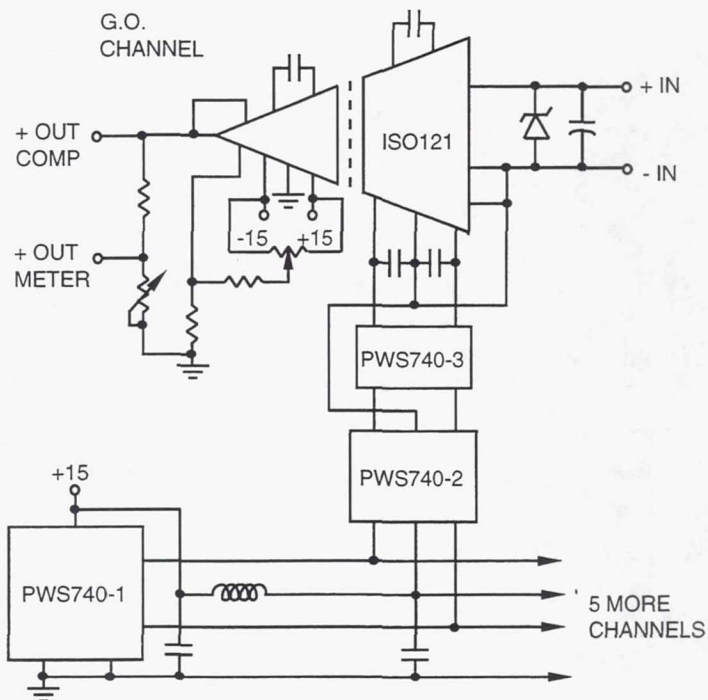 G.O.
CHANNEL
+ OUT
COMP
ISO121
+ IN
- IN
-15
+15
+ OUT
METER
PWS740-3
PWS740-2
+15
PWS740-1
5 MORE
CHANNELS